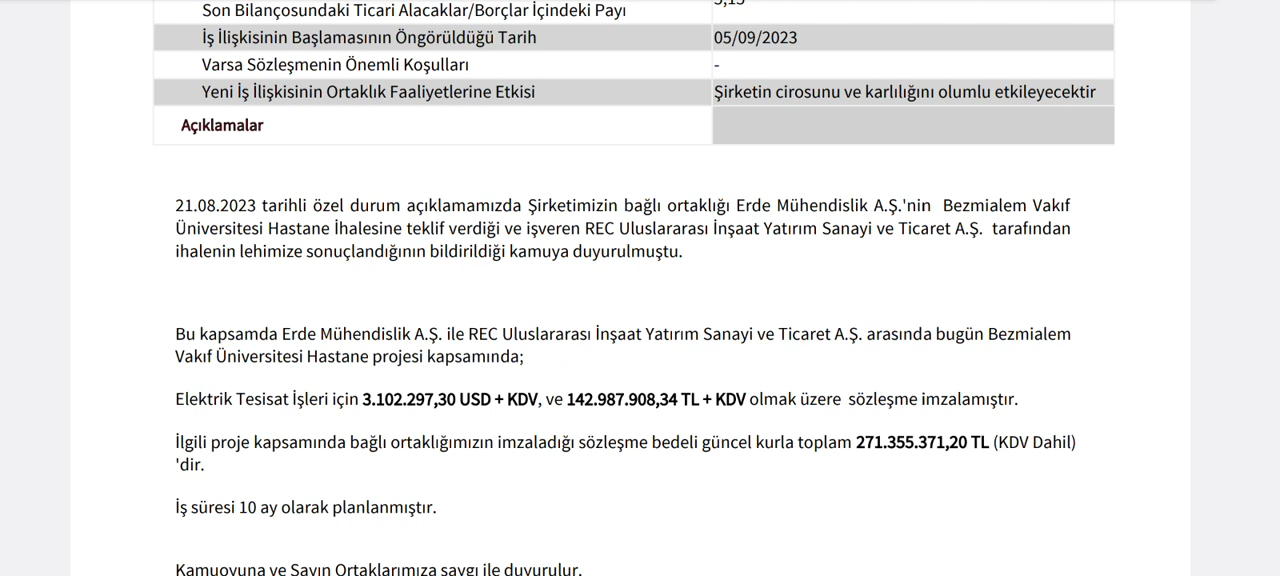 Son Bilançosundaki Ticari Alacaklar/Borçlar İçindeki Payı
İş İlişkisinin Başlamasının Öngörüldüğü Tarih 05/09/2023
Varsa Sözleşmenin Önemli Koşulları -
Yeni İş İlişkisinin Ortaklık Faaliyetlerine Etkisi Şirketin cirosunu ve karlılığını olumlu etkileyecektir
Açıklamalar
21.08.2023 tarihli özel durum açıklamamızda Şirketimizin bağlı ortaklığı Erde Mühendislik A.Ş.'nin Bezmialem Vakıf
Üniversitesi Hastane İhalesine teklif verdiği ve işveren REC Uluslararası İnşaat Yatırım Sanayi ve Ticaret A.Ş. tarafından
ihalenin lehimize sonuçlandığının bildirildiği kamuya duyurulmuştu.
Bu kapsamda Erde Mühendislik A.Ş. ile REC Uluslararası İnşaat Yatırım Sanayi ve Ticaret A.Ş. arasında bugün Bezmialem
Vakıf Üniversitesi Hastane projesi kapsamında;
Elektrik Tesisat İşleri için 3.102.297,30 USD + KDV, ve 142.987.908,34 TL + KDV olmak üzere sözleşme imzalamıştır.
İlgili proje kapsamında bağlı ortaklığımızın imzaladığı sözleşme bedeli güncel kurla toplam 271.355.371,20 TL (KDV Dahil)
'dir.
İş süresi 10 ay olarak planlanmıştır.
Kamuoyuna ve Sayın Ortaklarımıza saygı ile duyurulur.